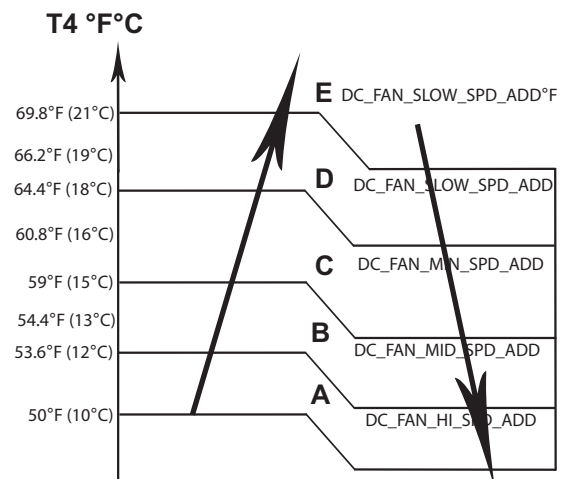 T4 °F°C
E DC_FAN_SLOW_SPD_ADD°F
69.8°F (21°C)
66.2°F (19°C)
D DC_FAN_SLOW_SPD_ADD
64.4°F (18°C)
60.8°F (16°C)
C DC_FAN_MIN_SPD_ADD
59°F (15°C)
54.4°F (13°C)
B DC_FAN_MID_SPD_ADD
53.6°F (12°C)
A DC_FAN_HI_SPD_ADD
50°F (10°C)